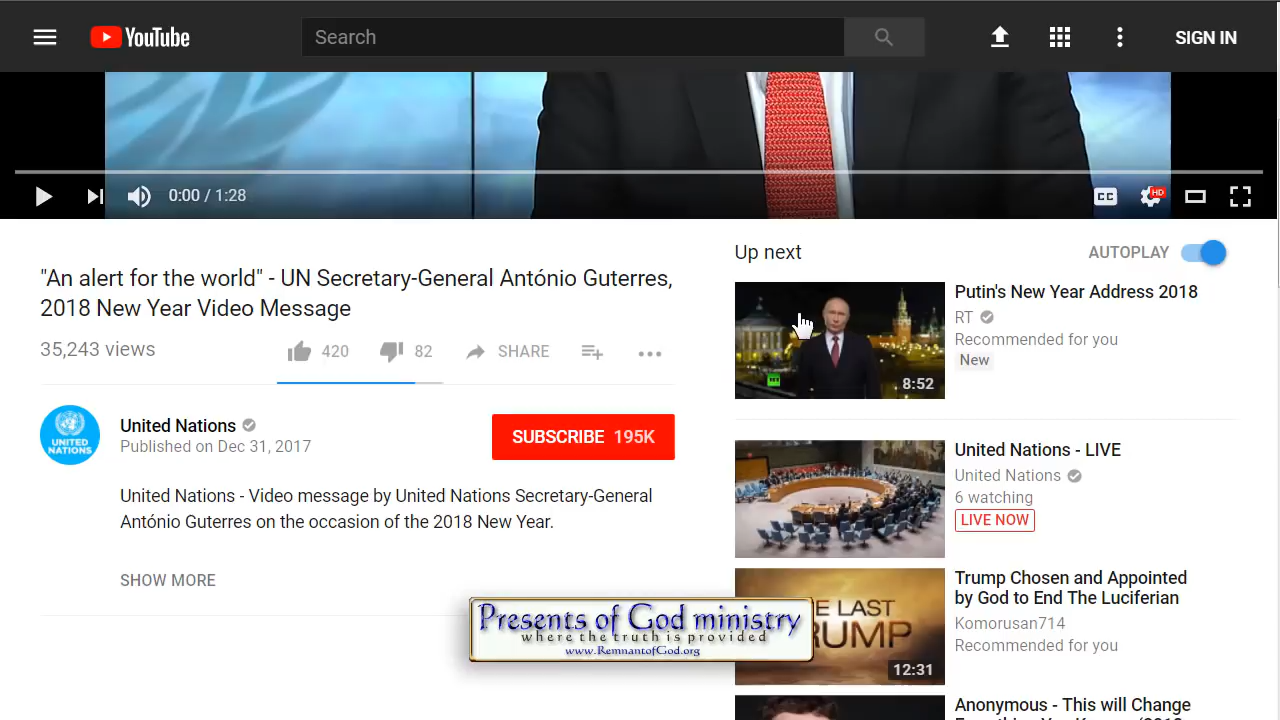 YouTube
Search
SIGN IN
0:00 / 1:28
CC
HD
"An alert for the world" - UN Secretary-General António Guterres,
2018 New Year Video Message
35,243 views
420
82
SHARE
UNITED
NATIONS
United Nations
Published on Dec 31, 2017
SUBSCRIBE 195K
United Nations - Video message by United Nations Secretary-General
António Guterres on the occasion of the 2018 New Year.
SHOW MORE
Up next
AUTOPLAY
8:52
Putin's New Year Address 2018
RT
Recommended for you
New
United Nations - LIVE
United Nations
6 watching
LIVE NOW
E LAST
RUMP
12:31
Trump Chosen and Appointed
by God to End The Luciferian
Komorusan714
Recommended for you
Anonymous - This will Change
Presents of God ministry
where the truth is provided
www.RemnantofGod.org